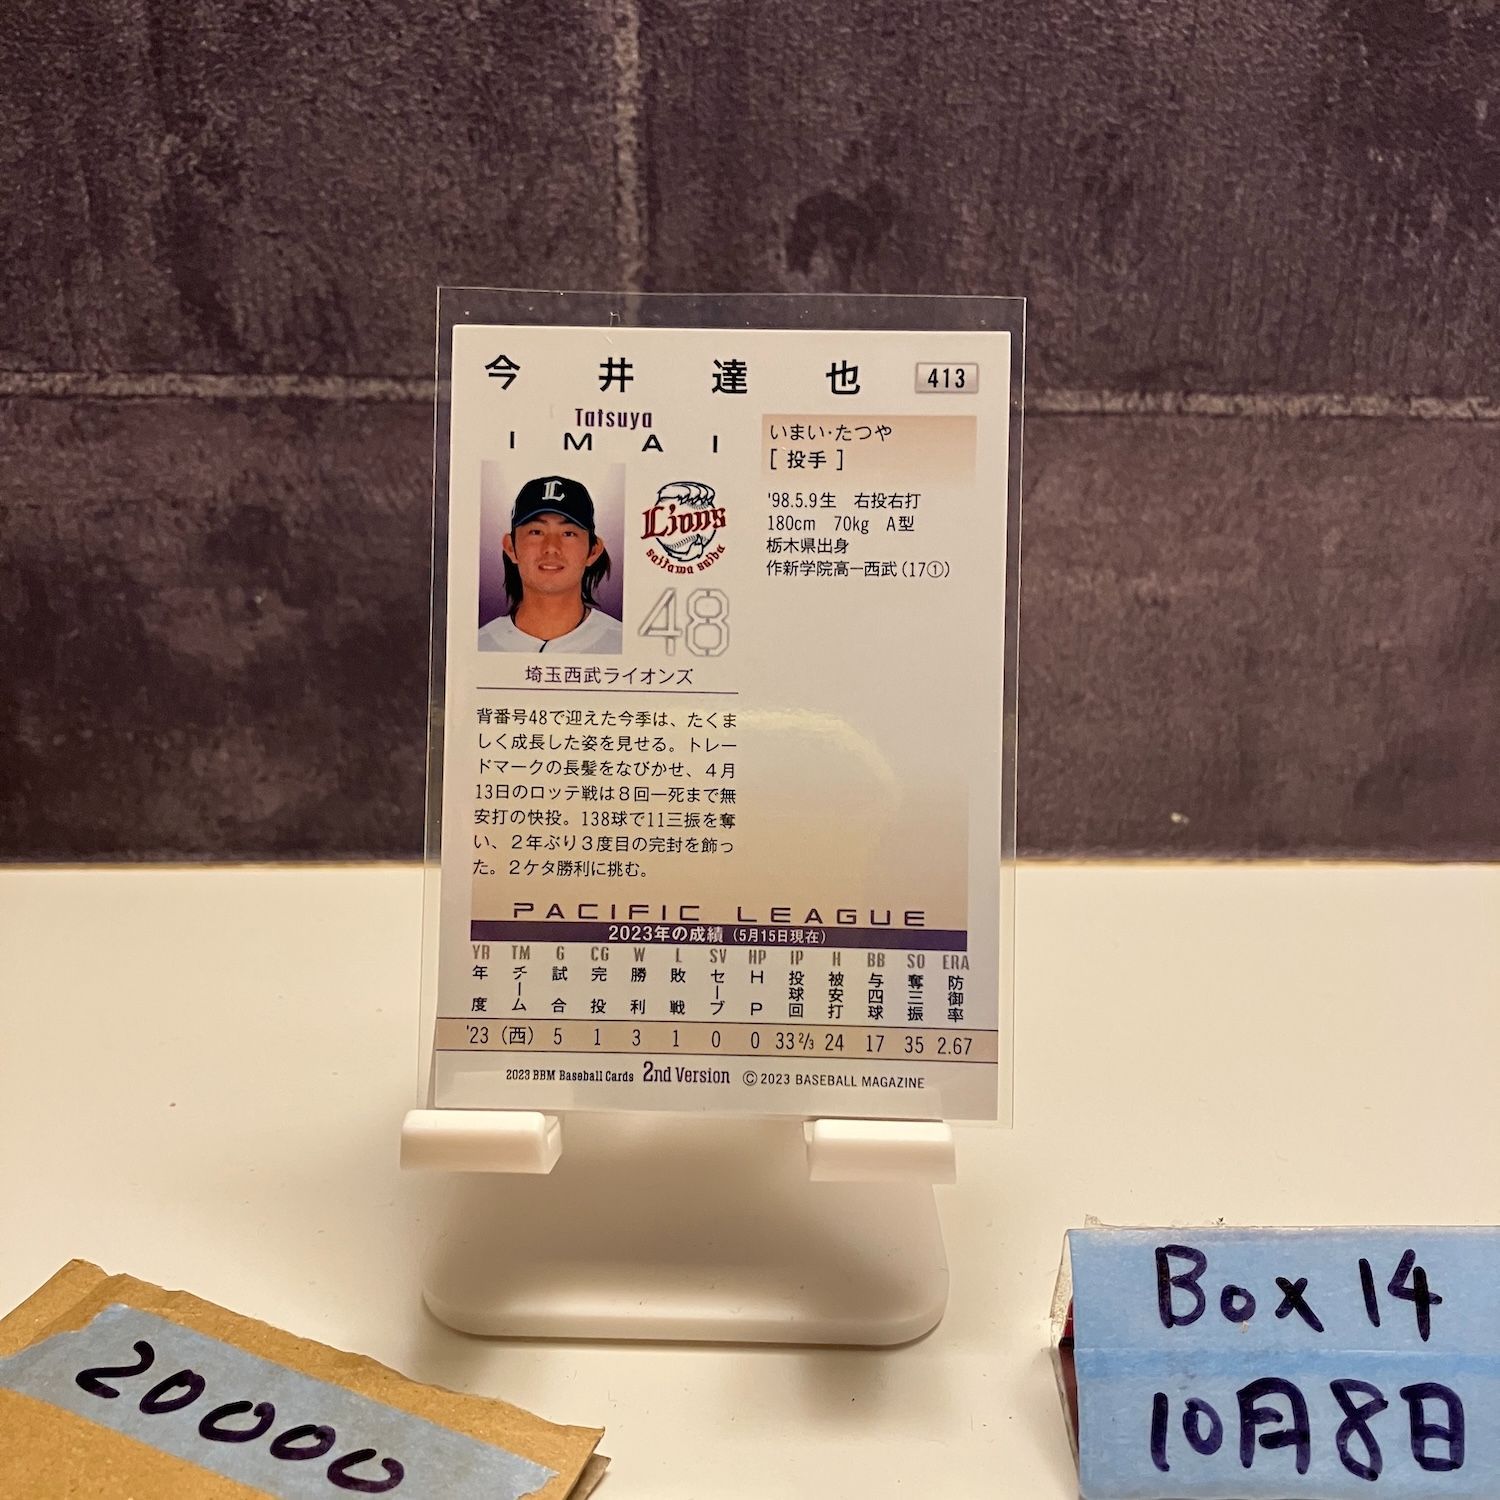 今井達也 413
Tatsuya
IMAI
いまい・たつや
[投手]
'98.5.9生 右投右打
180cm 70kg A型
栃木県出身
作新学院高ー西武(17①)
L
Lions
saitama seibu
48
埼玉西武ライオンズ
背番号48で迎えた今季は、たくま
しく成長した姿を見せる。トレー
ドマークの長髪をなびかせ、4月
13日のロッテ戦は8回一死まで無
安打の快投。138球で11三振を奪
い、2年ぶり3度目の完封を飾っ
た。2ケタ勝利に挑む。
PACIFIC LEAGUE
2023年の成績(5月15日現在)
YR TM G CG W L SV HP IP H BB SO ERA
年度 チーム 試合 完投 勝利 敗戦 セーブ HP 投球回 被安打 与四球 奪三振 防御率
'23 (西) 5 1 3 1 0 0 33 2/3 24 17 35 2.67
2023 BBM Baseball Cards 2nd Version © 2023 BASEBALL MAGAZINE
20000
Box 14
10月8日